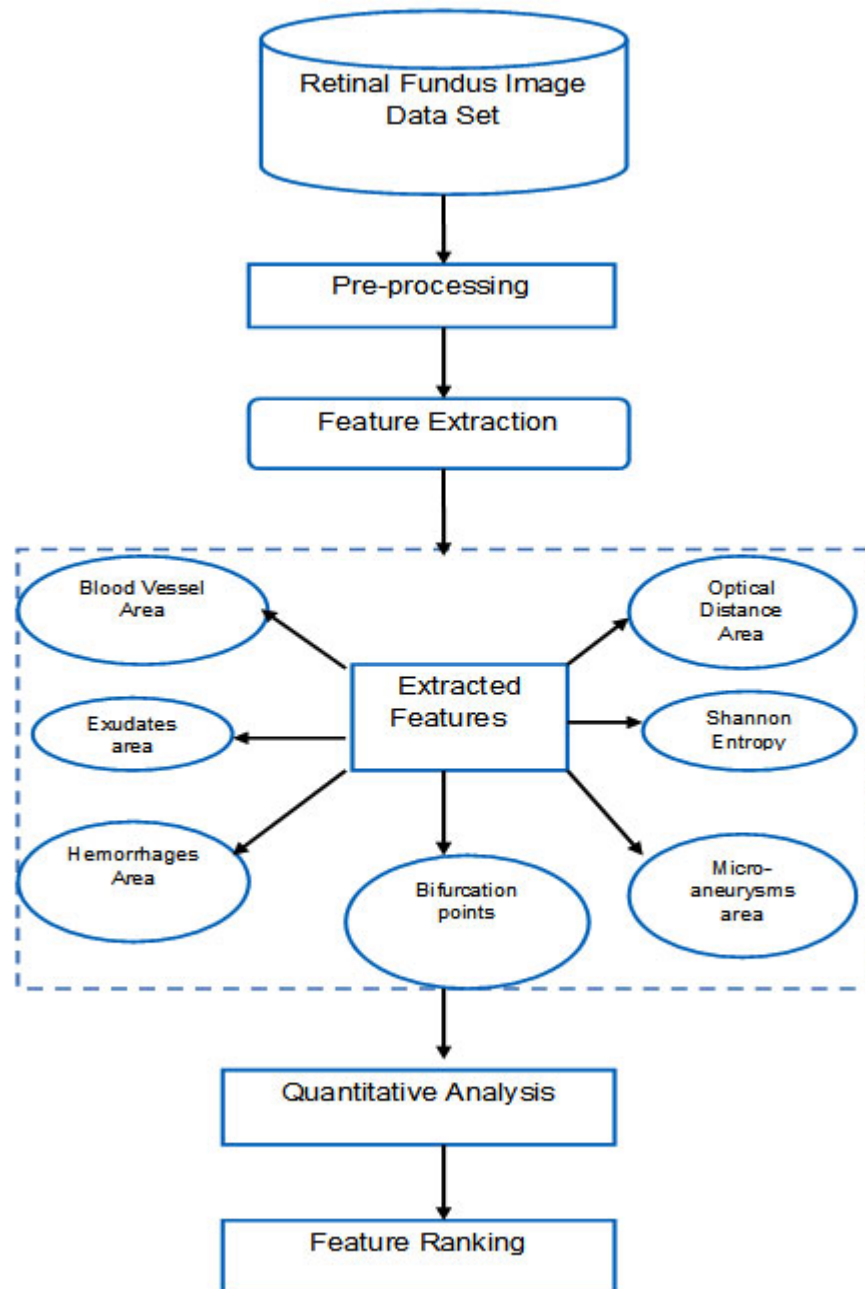 Retinal Fundus Image
Data Set
Pre-processing
Feature Extraction
Blood Vessel
Area
Optical
Distance
Area
Extracted
Features
Exudates
area
Shannon
Entropy
Hemorrhages
Area
Bifurcation
points
Micro-
aneurysms
area
Quantitative Analysis
Feature Ranking